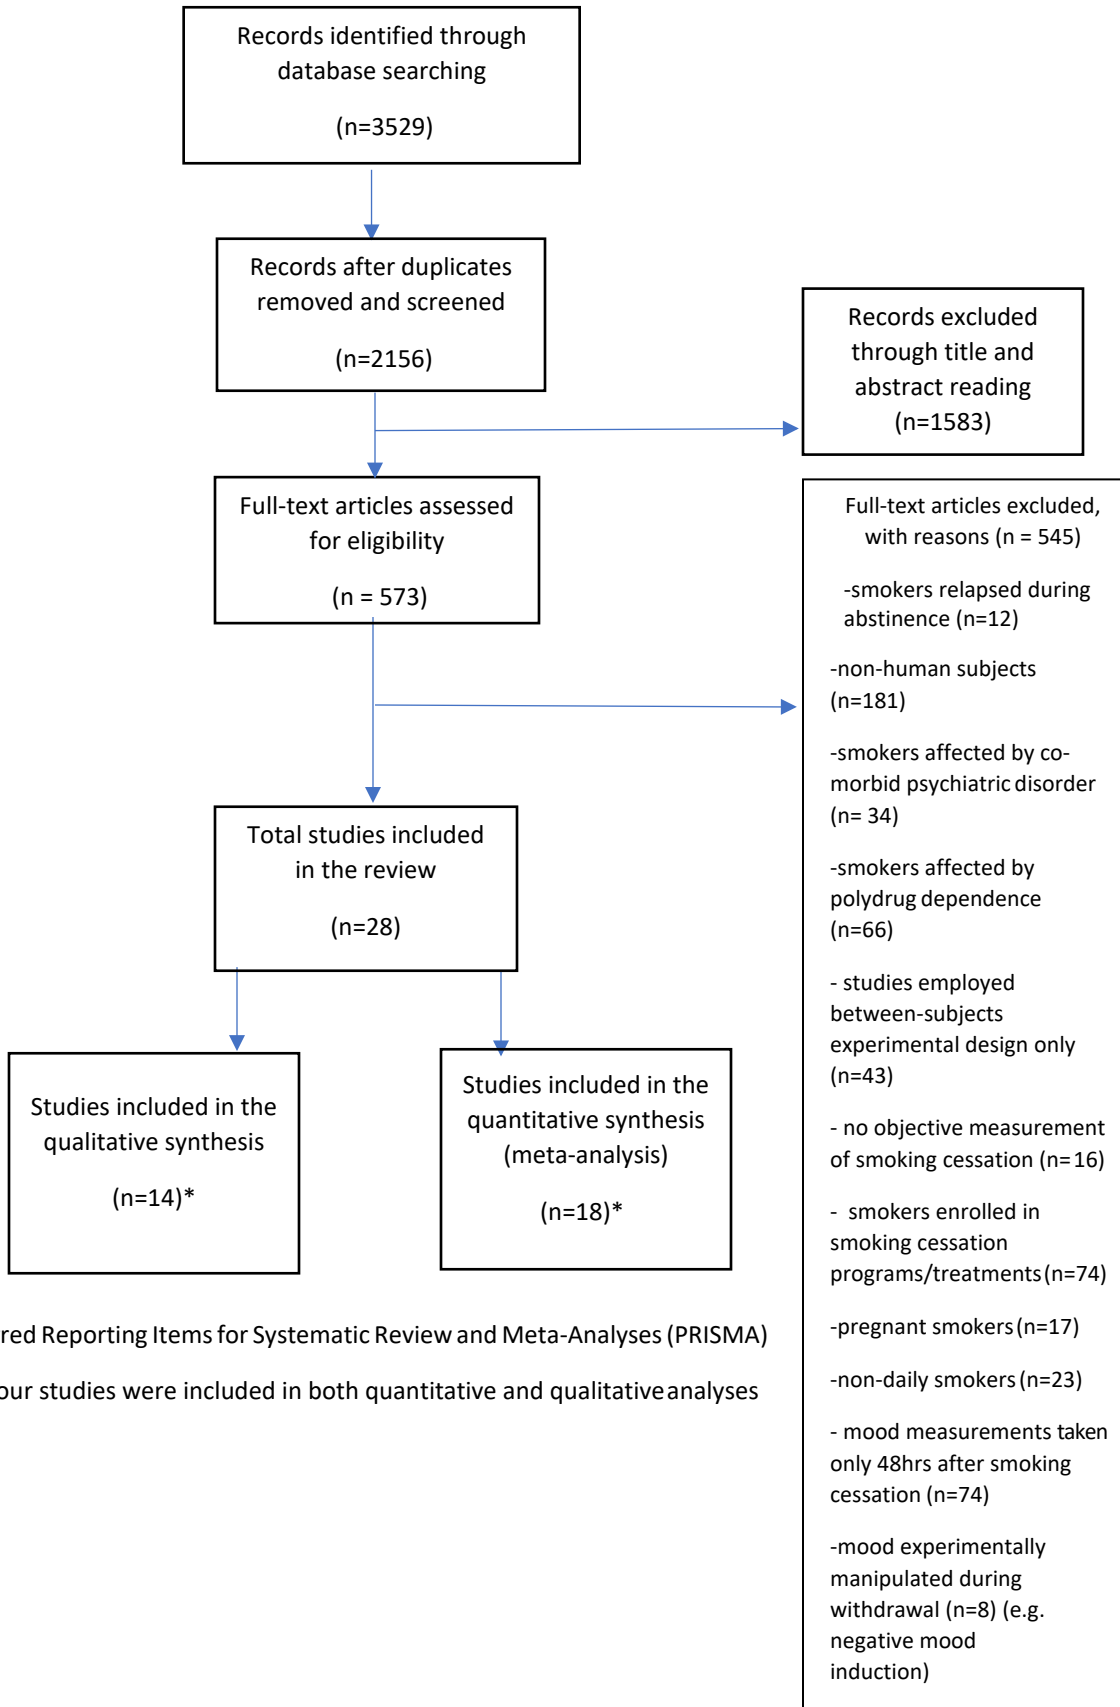 Records identified through
database searching
(n=3529)
Records after duplicates
removed and screened
(n=2156)
Records excluded
through title and
abstract reading
(n=1583)
Full-text articles assessed
for eligibility
(n = 573)
Full-text articles excluded,
with reasons (n = 545)
-smokers relapsed during
abstinence (n=12)
-non-human subjects
(n=181)
-smokers affected by co-
morbid psychiatric disorder
(n= 34)
-smokers affected by
polydrug dependence
(n=66)
- studies employed
between-subjects
experimental design only
(n=43)
- no objective measurement
of smoking cessation (n=16)
- smokers enrolled in
smoking cessation
programs/treatments (n=74)
-pregnant smokers (n=17)
-non-daily smokers (n=23)
- mood measurements taken
only 48hrs after smoking
cessation (n=74)
-mood experimentally
manipulated during
withdrawal (n=8) (e.g.
negative mood
induction)
Total studies included
in the review
(n=28)
Studies included in the
qualitative synthesis
(n=14)*
Studies included in the
quantitative synthesis
(meta-analysis)
(n=18)*
red Reporting Items for Systematic Review and Meta-Analyses (PRISMA)
our studies were included in both quantitative and qualitative analyses